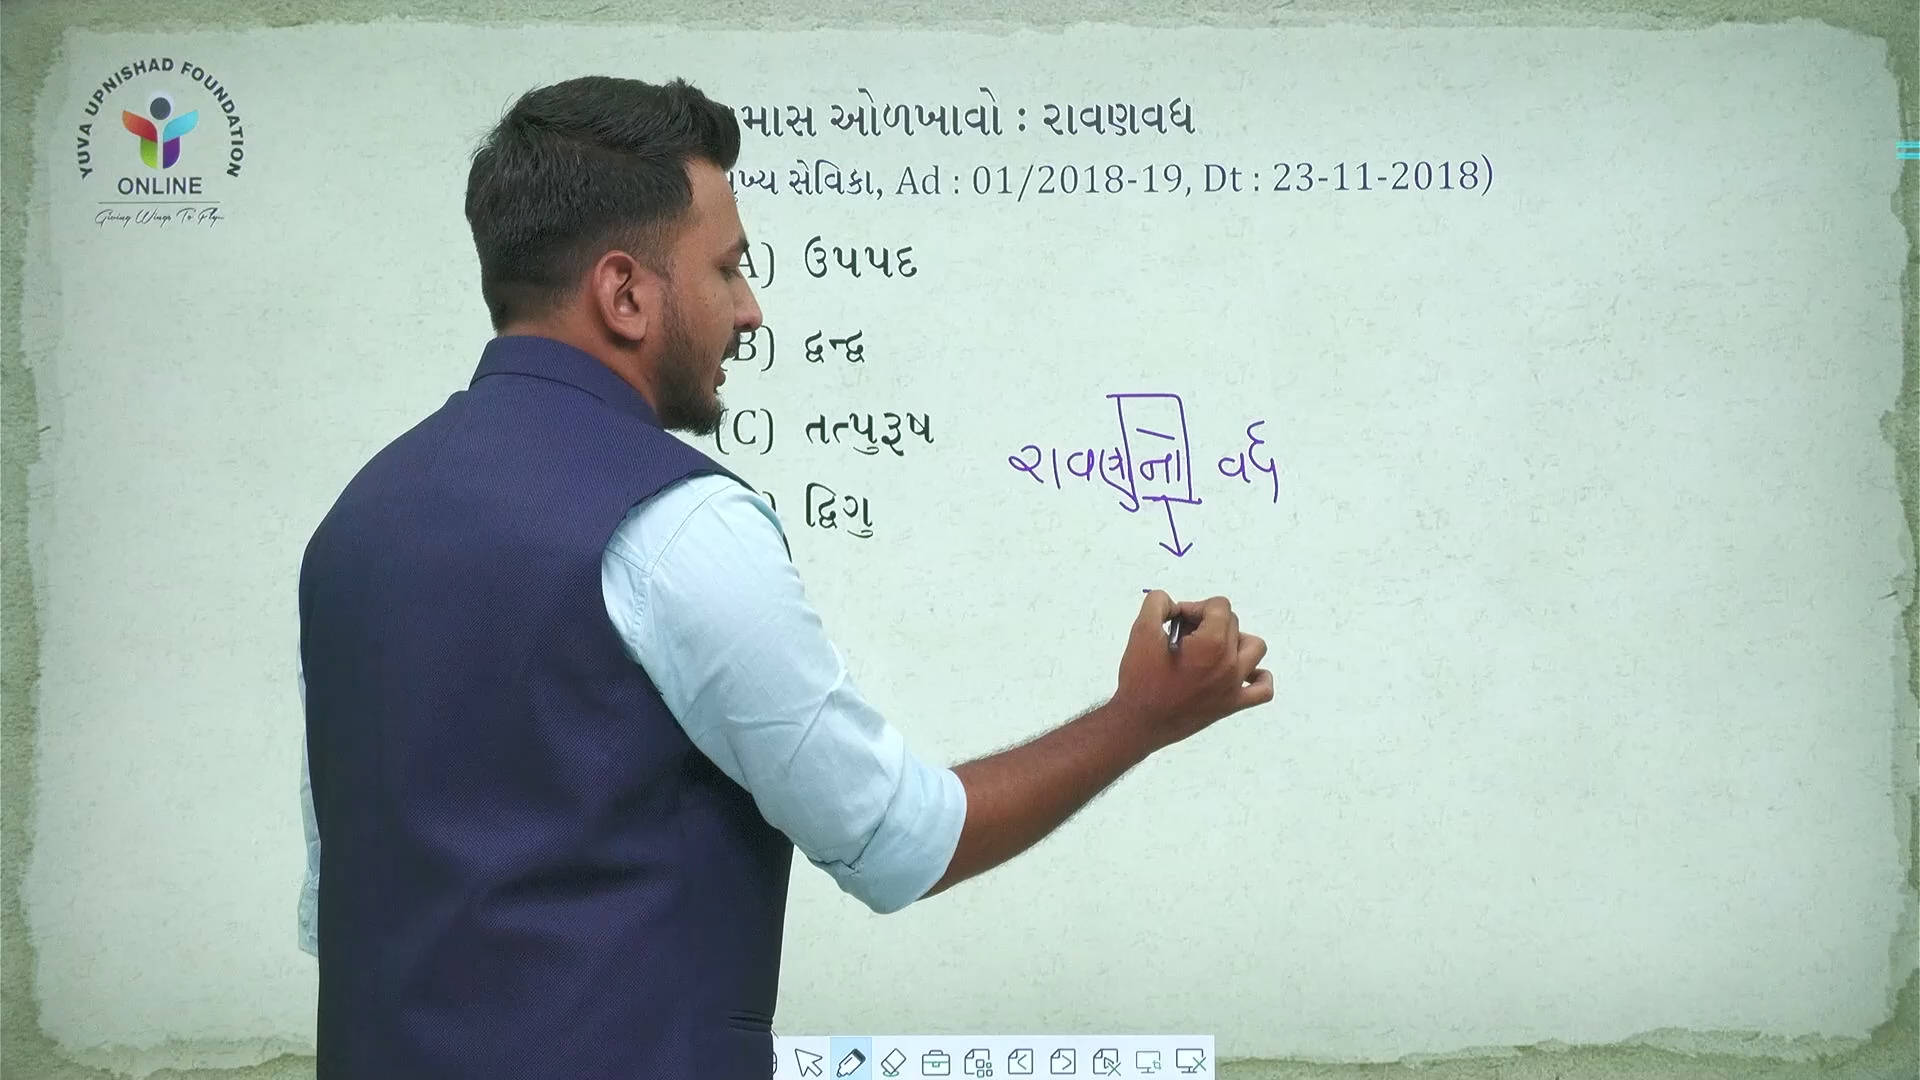 YUVA UPNISHAD FOUNDATION
ONLINE
Giving Wings To Fly...
ઓળખાવો : રાવણવધ
સેવિકા, Ad : 01/2018-19, Dt : 23-11-2018)
A) ઉપપદ
B) દ્વન્દ્વ
(C) તત્પુરૂષ
) દ્વિગુ
રાવણનો વધ